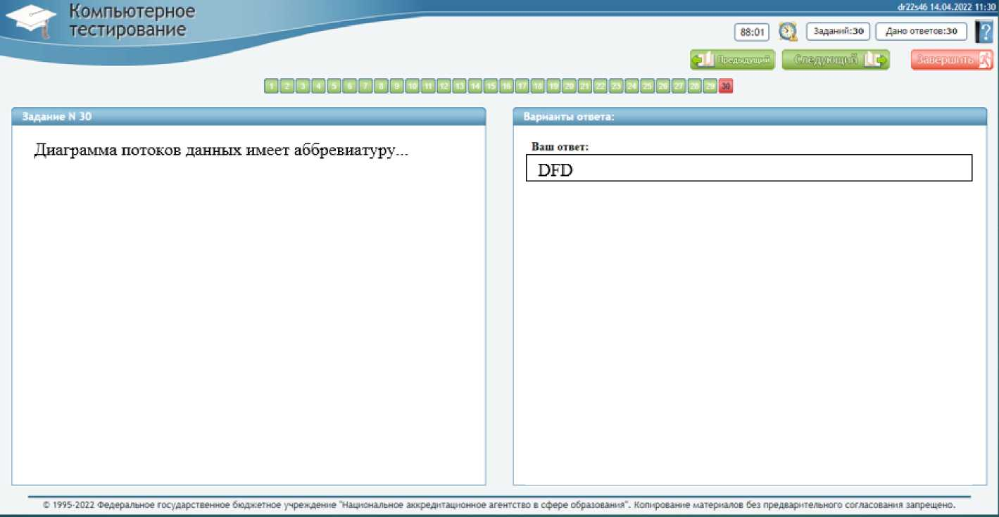 Компьютерное
тестирование
dr22s46 14.04.2022 11:30
88:01
Заданий:30
Дано ответов:30
?
Предыдущий
Следующий
Завершить
1 2 3 4 5 6 7 8 9 10 11 12 13 14 15 16 17 18 19 20 21 22 23 24 25 26 27 28 29 30
Задание N 30
Диаграмма потоков данных имеет аббревиатуру...
Варианты ответа:
Ваш ответ:
DFD
© 1995-2022 Федеральное государственное бюджетное учреждение "Национальное аккредитационное агентство в сфере образования". Копирование материалов без предварительного согласования запрещено.